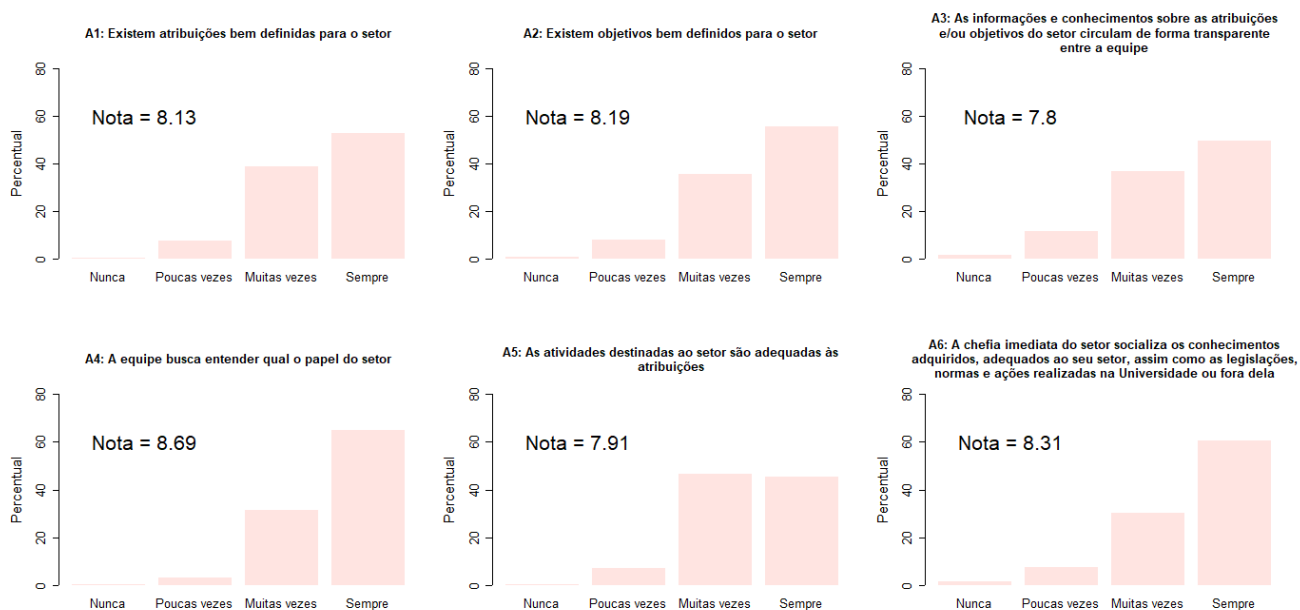 A1: Existem atribuições bem definidas para o setor
Percentual
80
60
40
20
0
Nota = 8.13
Nunca Poucas vezes Muitas vezes Sempre
A2: Existem objetivos bem definidos para o setor
Percentual
80
60
40
20
0
Nota = 8.19
Nunca Poucas vezes Muitas vezes Sempre
A3: As informações e conhecimentos sobre as atribuições
e/ou objetivos do setor circulam de forma transparente
entre a equipe
Percentual
80
60
40
20
0
Nota = 7.8
Nunca Poucas vezes Muitas vezes Sempre
A4: A equipe busca entender qual o papel do setor
Percentual
80
60
40
20
0
Nota = 8.69
Nunca Poucas vezes Muitas vezes Sempre
A5: As atividades destinadas ao setor são adequadas às
atribuições
Percentual
80
60
40
20
0
Nota = 7.91
Nunca Poucas vezes Muitas vezes Sempre
A6: A chefia imediata do setor socializa os conhecimentos
adquiridos, adequados ao seu setor, assim como as legislações,
normas e ações realizadas na Universidade ou fora dela
Percentual
80
60
40
20
0
Nota = 8.31
Nunca Poucas vezes Muitas vezes Sempre